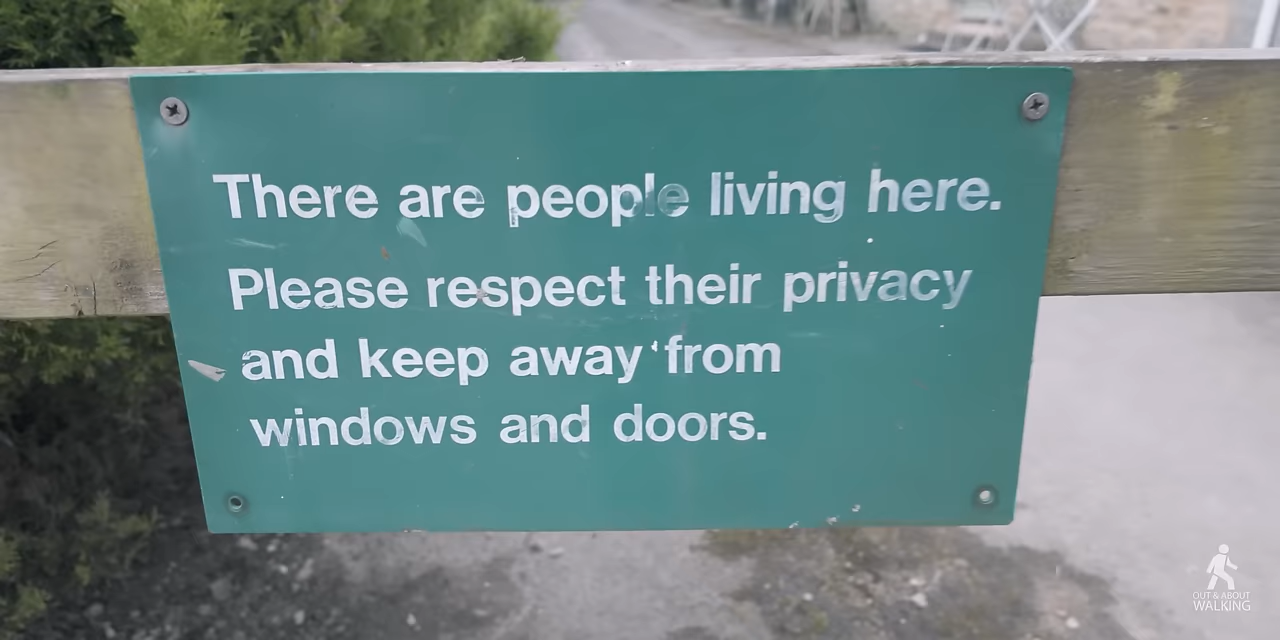 There are people living here.
Please respect their privacy
and keep away from
windows and doors.
OUT & ABOUT
WALKING